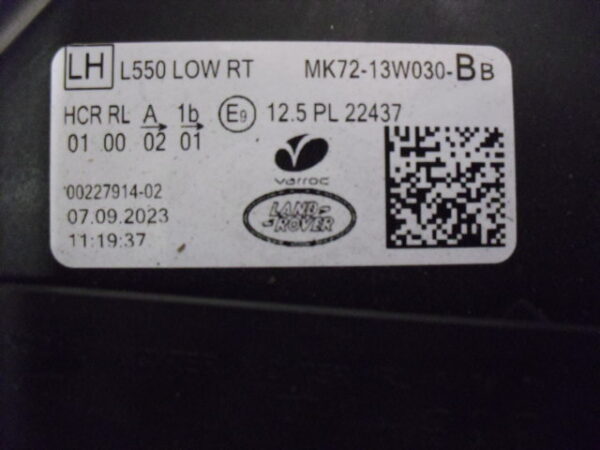 LH L550 LOW RT MK72-13W030-BB
HCR RL A 1b E9 12.5 PL 22437
01 00 02 01
varroc
00227914-02
LAND
ROVER
07.09.2023
11:19:37